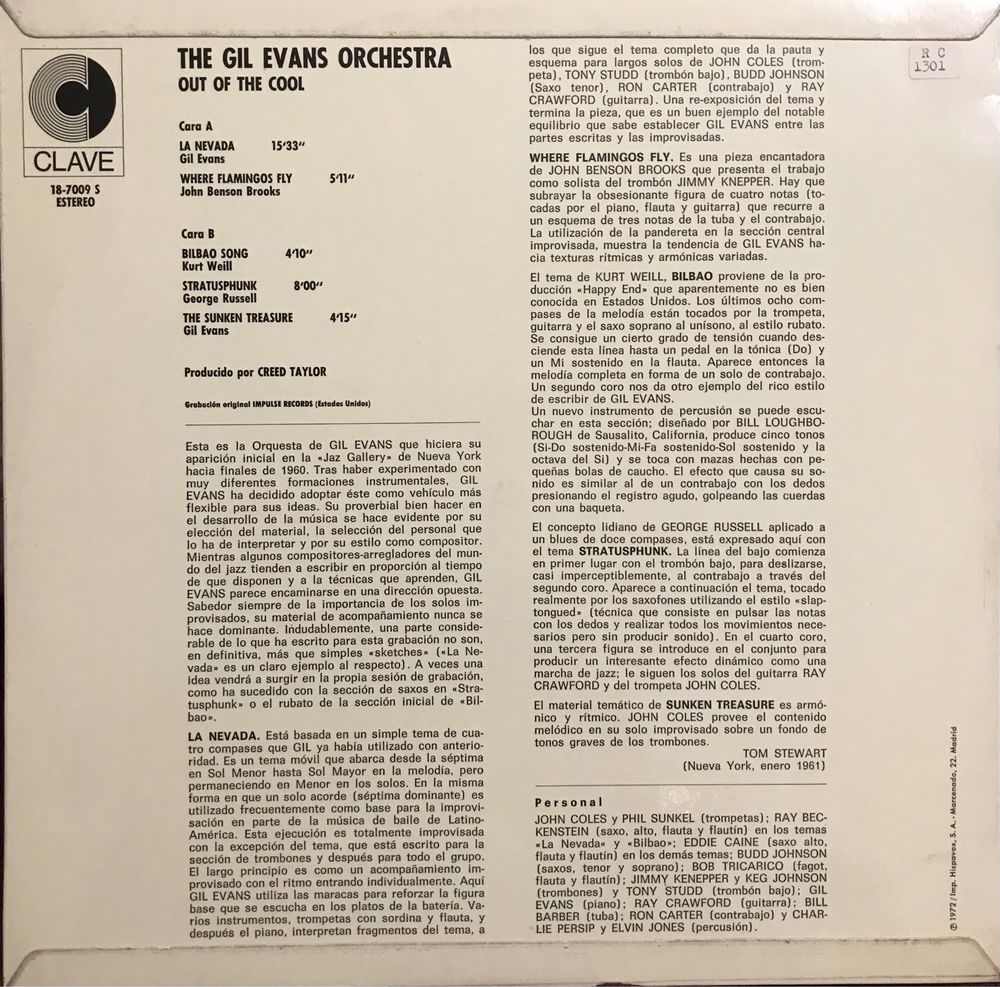 CLAVE
18-7009 S
ESTEREO
THE GIL EVANS ORCHESTRA
OUT OF THE COOL
Cara A
LA NEVADA 15'33"
Gil Evans
WHERE FLAMINGOS FLY 5'11"
John Benson Brooks
Cara B
BILBAO SONG 4'10"
Kurt Weill
STRATUSPHUNK 8'00"
George Russell
THE SUNKEN TREASURE 4'15"
Gil Evans
Producido por CREED TAYLOR
Grabación original IMPULSE RECORDS (Estados Unidos)
Esta es la Orquesta de GIL EVANS que hiciera su
aparición inicial en la «Jaz Gallery» de Nueva York
hacia finales de 1960. Tras haber experimentado con
muy diferentes formaciones instrumentales, GIL
EVANS ha decidido adoptar éste como vehículo más
flexible para sus ideas. Su proverbial bien hacer en
el desarrollo de la música se hace evidente por su
elección del material, la selección del personal que
lo ha de interpretar y por su estilo como compositor.
Mientras algunos compositores-arregladores del mun-
do del jazz tienden a escribir en proporción al tiempo
de que disponen y a la técnicas que aprenden, GIL
EVANS parece encaminarse en una dirección opuesta.
Sabedor siempre de la importancia de los solos im-
provisados, su material de acompañamiento nunca se
hace dominante. Indudablemente, una parte conside-
rable de lo que ha escrito para esta grabación no son,
en definitiva, más que simples «sketches» («La Ne-
vada» es un claro ejemplo al respecto). A veces una
idea vendrá a surgir en la propia sesión de grabación,
como ha sucedido con la sección de saxos en «Stra-
tusphunk» o el rubato de la sección inicial de «Bil-
bao».
LA NEVADA. Está basada en un simple tema de cua-
tro compases que GIL ya había utilizado con anterio-
ridad. Es un tema móvil que abarca desde la séptima
en Sol Menor hasta Sol Mayor en la melodía, pero
permaneciendo en Menor en los solos. En la misma
forma en que un solo acorde (séptima dominante) es
utilizado frecuentemente como base para la improvi-
sación en parte de la música de baile de Latino-
América. Esta ejecución es totalmente improvisada
con la excepción del tema, que está escrito para la
sección de trombones y después para todo el grupo.
El largo principio es como un acompañamiento im-
provisado con el ritmo entrando individualmente. Aquí
GIL EVANS utiliza las maracas para reforzar la figura
base que se escucha en los platos de la batería. Va-
rios instrumentos, trompetas con sordina y flauta, y
después el piano, interpretan fragmentos del tema, a
los que sigue el tema completo que da la pauta y
esquema para largos solos de JOHN COLES (trom-
peta), TONY STUDD (trombón bajo), BUDD JOHNSON
(Saxo tenor), RON CARTER (contrabajo) y RAY
CRAWFORD (guitarra). Una re-exposición del tema y
termina la pieza, que es un buen ejemplo del notable
equilibrio que sabe establecer GIL EVANS entre las
partes escritas y las improvisadas.
WHERE FLAMINGOS FLY. Es una pieza encantadora
de JOHN BENSON BROOKS que presenta el trabajo
como solista del trombón JIMMY KNEPPER. Hay que
subrayar la obsesionante figura de cuatro notas (to-
cadas por el piano, flauta y guitarra) que recurre a
un esquema de tres notas de la tuba y el contrabajo.
La utilización de la pandereta en la sección central
improvisada, muestra la tendencia de GIL EVANS ha-
cia texturas rítmicas y armónicas variadas.
El tema de KURT WEILL, BILBAO proviene de la pro-
ducción «Happy End» que aparentemente no es bien
conocida en Estados Unidos. Los últimos ocho com-
pases de la melodía están tocados por la trompeta,
guitarra y el saxo soprano al unísono, al estilo rubato.
Se consigue un cierto grado de tensión cuando des-
ciende esta línea hasta un pedal en la tónica (Do) y
un Mi sostenido en la flauta. Aparece entonces la
melodía completa en forma de un solo de contrabajo.
Un segundo coro nos da otro ejemplo del rico estilo
de escribir de GIL EVANS.
Un nuevo instrumento de percusión se puede escu-
char en esta sección; diseñado por BILL LOUGHBO-
ROUGH de Sausalito, California, produce cinco tonos
(Si-Do sostenido-Mi-Fa sostenido-Sol sostenido y la
octava del Si) y se toca con mazas hechas con pe-
queñas bolas de caucho. El efecto que causa su so-
nido es similar al de un contrabajo con los dedos
presionando el registro agudo, golpeando las cuerdas
con una baqueta.
El concepto lidiano de GEORGE RUSSELL aplicado a
un blues de doce compases, está expresado aquí con
el tema STRATUSPHUNK. La línea del bajo comienza
en primer lugar con el trombón bajo, para deslizarse,
casi imperceptiblemente, al contrabajo a través del
segundo coro. Aparece a continuación el tema, tocado
realmente por los saxofones utilizando el estilo «slap-
tongued» (técnica que consiste en pulsar las notas
con los dedos y realizar todos los movimientos nece-
sarios pero sin producir sonido). En el cuarto coro,
una tercera figura se introduce en el conjunto para
producir un interesante efecto dinámico como una
marcha de jazz; le siguen los solos del guitarra RAY
CRAWFORD y del trompeta JOHN COLES.
El material temático de SUNKEN TREASURE es armó-
nico y rítmico. JOHN COLES provee el contenido
melódico en su solo improvisado sobre un fondo de
tonos graves de los trombones.
TOM STEWART
(Nueva York, enero 1961)
Personal
JOHN COLES y PHIL SUNKEL (trompetas); RAY BEC-
KENSTEIN (saxo, alto, flauta y flautín) en los temas
«La Nevada« y «Bilbao»; EDDIE CAINE (saxo alto,
flauta y flautín) en los demás temas; BUDD JOHNSON
(saxos, tenor y soprano); BOB TRICARICO (fagot,
flauta y flautín); JIMMY KENEPPER y KEG JOHNSON
(trombones) y TONY STUDD (trombón bajo); GIL
EVANS (piano); RAY CRAWFORD (guitarra); BILL
BARBER (tuba); RON CARTER (contrabajo) y CHAR-
LIE PERSIP y ELVIN JONES (percusión).
R C
1301
℗ 1972 / Imp. Hispavox, S. A. - Marcenado, 22. Madrid